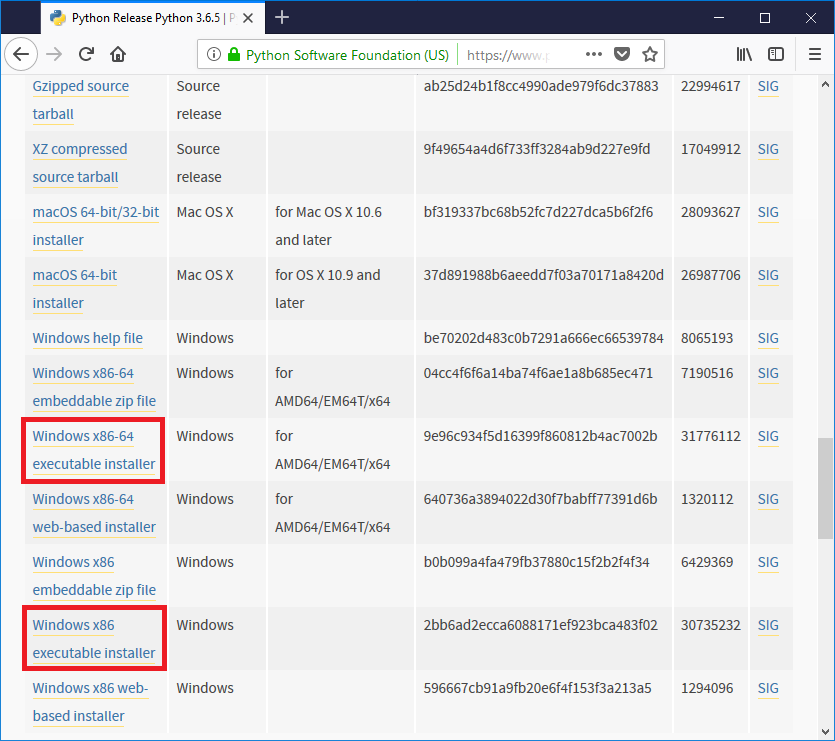 Python Release Python 3.6.5 | P
Python Software Foundation (US) https://www.p
Gzipped source Source ab25d24b1f8cc4990ade979f6dc37883 22994617 SIG
tarball release
XZ compressed Source 9f49654a4d6f733ff3284ab9d227e9fd 17049912 SIG
source tarball release
macOS 64-bit/32-bit Mac OS X for Mac OS X 10.6 bf319337bc68b52fc7d227dca5b6f2f6 28093627 SIG
installer and later
macOS 64-bit Mac OS X for OS X 10.9 and 37d891988b6aeedd7f03a70171a8420d 26987706 SIG
installer later
Windows help file Windows be70202d483c0b7291a666ec66539784 8065193 SIG
Windows x86-64 Windows for 04cc4f6f6a14ba74f6ae1a8b685ec471 7190516 SIG
embeddable zip file AMD64/EM64T/x64
Windows x86-64 Windows for 9e96c934f5d16399f860812b4ac7002b 31776112 SIG
executable installer AMD64/EM64T/x64
Windows x86-64 Windows for 640736a3894022d30f7babff77391d6b 1320112 SIG
web-based installer AMD64/EM64T/x64
Windows x86 Windows b0b099a4fa479fb37880c15f2b2f4f34 6429369 SIG
embeddable zip file
Windows x86 Windows 2bb6ad2ecca6088171ef923bca483f02 30735232 SIG
executable installer
Windows x86 web- Windows 596667cb91a9fb20e6f4f153f3a213a5 1294096 SIG
based installer